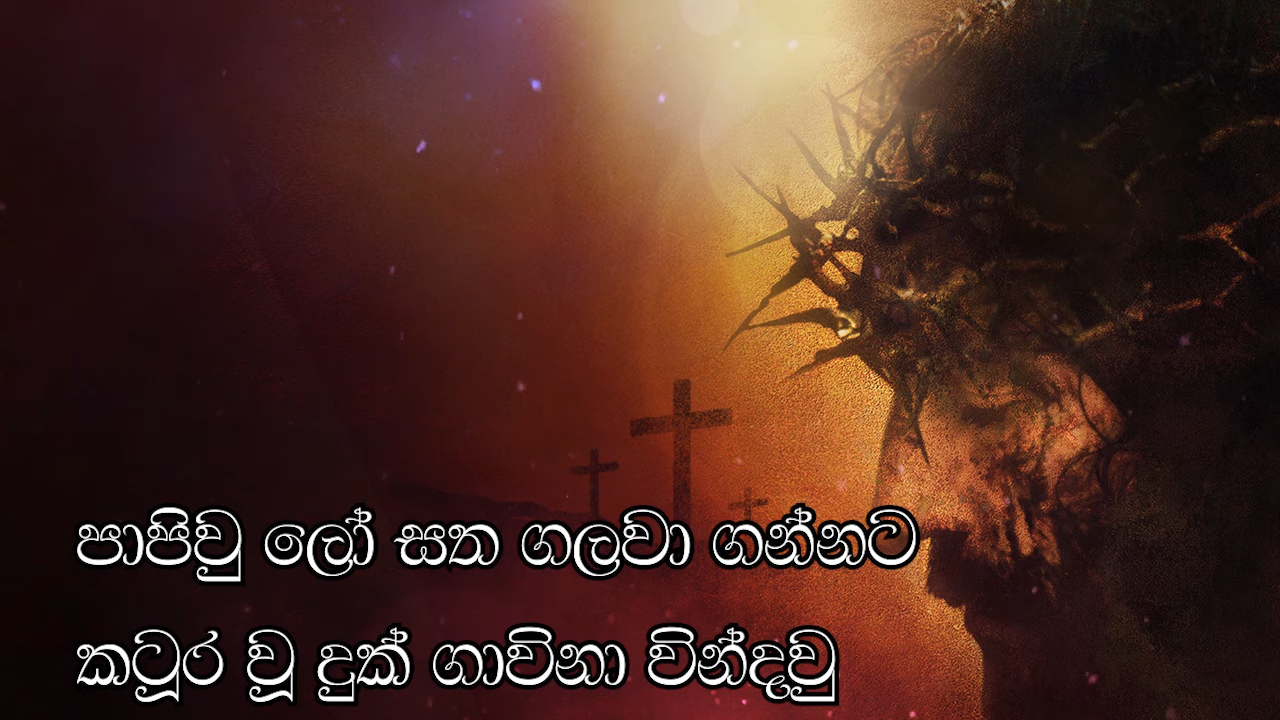 පාපිවු ලෝ සත ගලවා ගන්නට
කටූර වූ දුක් ගාවිනා වින්දවු